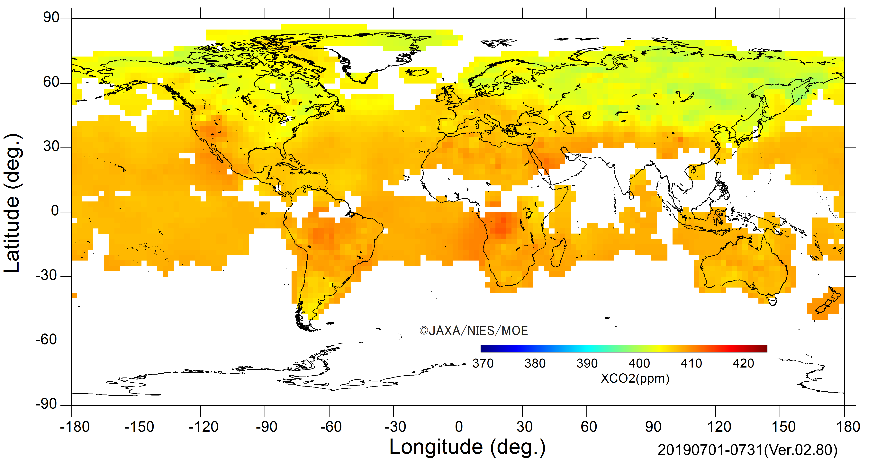 90
60
30
0
-30
-60
-90
Latitude (deg.)
©JAXA/NIES/MOE
370 380 390 400 410 420
XCO2(ppm)
-180 -150 -120 -90 -60 -30 0 30 60 90 120 150 180
Longitude (deg.)
20190701-0731(Ver.02.80)